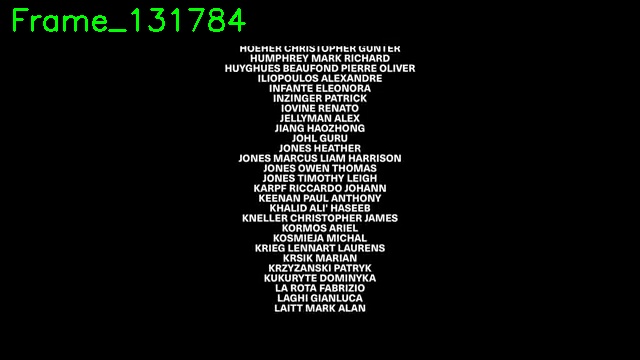 Frame_131784
HOEHER CHRISTOPHER GUNTER
HUMPHREY MARK RICHARD
HUYGHUES BEAUFOND PIERRE OLIVER
ILIOPOULOS ALEXANDRE
INFANTE ELEONORA
INZINGER PATRICK
IOVINE RENATO
JELLYMAN ALEX
JIANG HAOZHONG
JOHL GURU
JONES HEATHER
JONES MARCUS LIAM HARRISON
JONES OWEN THOMAS
JONES TIMOTHY LEIGH
KARPF RICCARDO JOHANN
KEENAN PAUL ANTHONY
KHALID ALI' HASEEB
KNELLER CHRISTOPHER JAMES
KORMOS ARIEL
KOSMIEJA MICHAL
KRIEG LENNART LAURENS
KRSIK MARIAN
KRZYZANSKI PATRYK
KUKURYTE DOMINYKA
LA ROTA FABRIZIO
LAGHI GIANLUCA
LAITT MARK ALAN